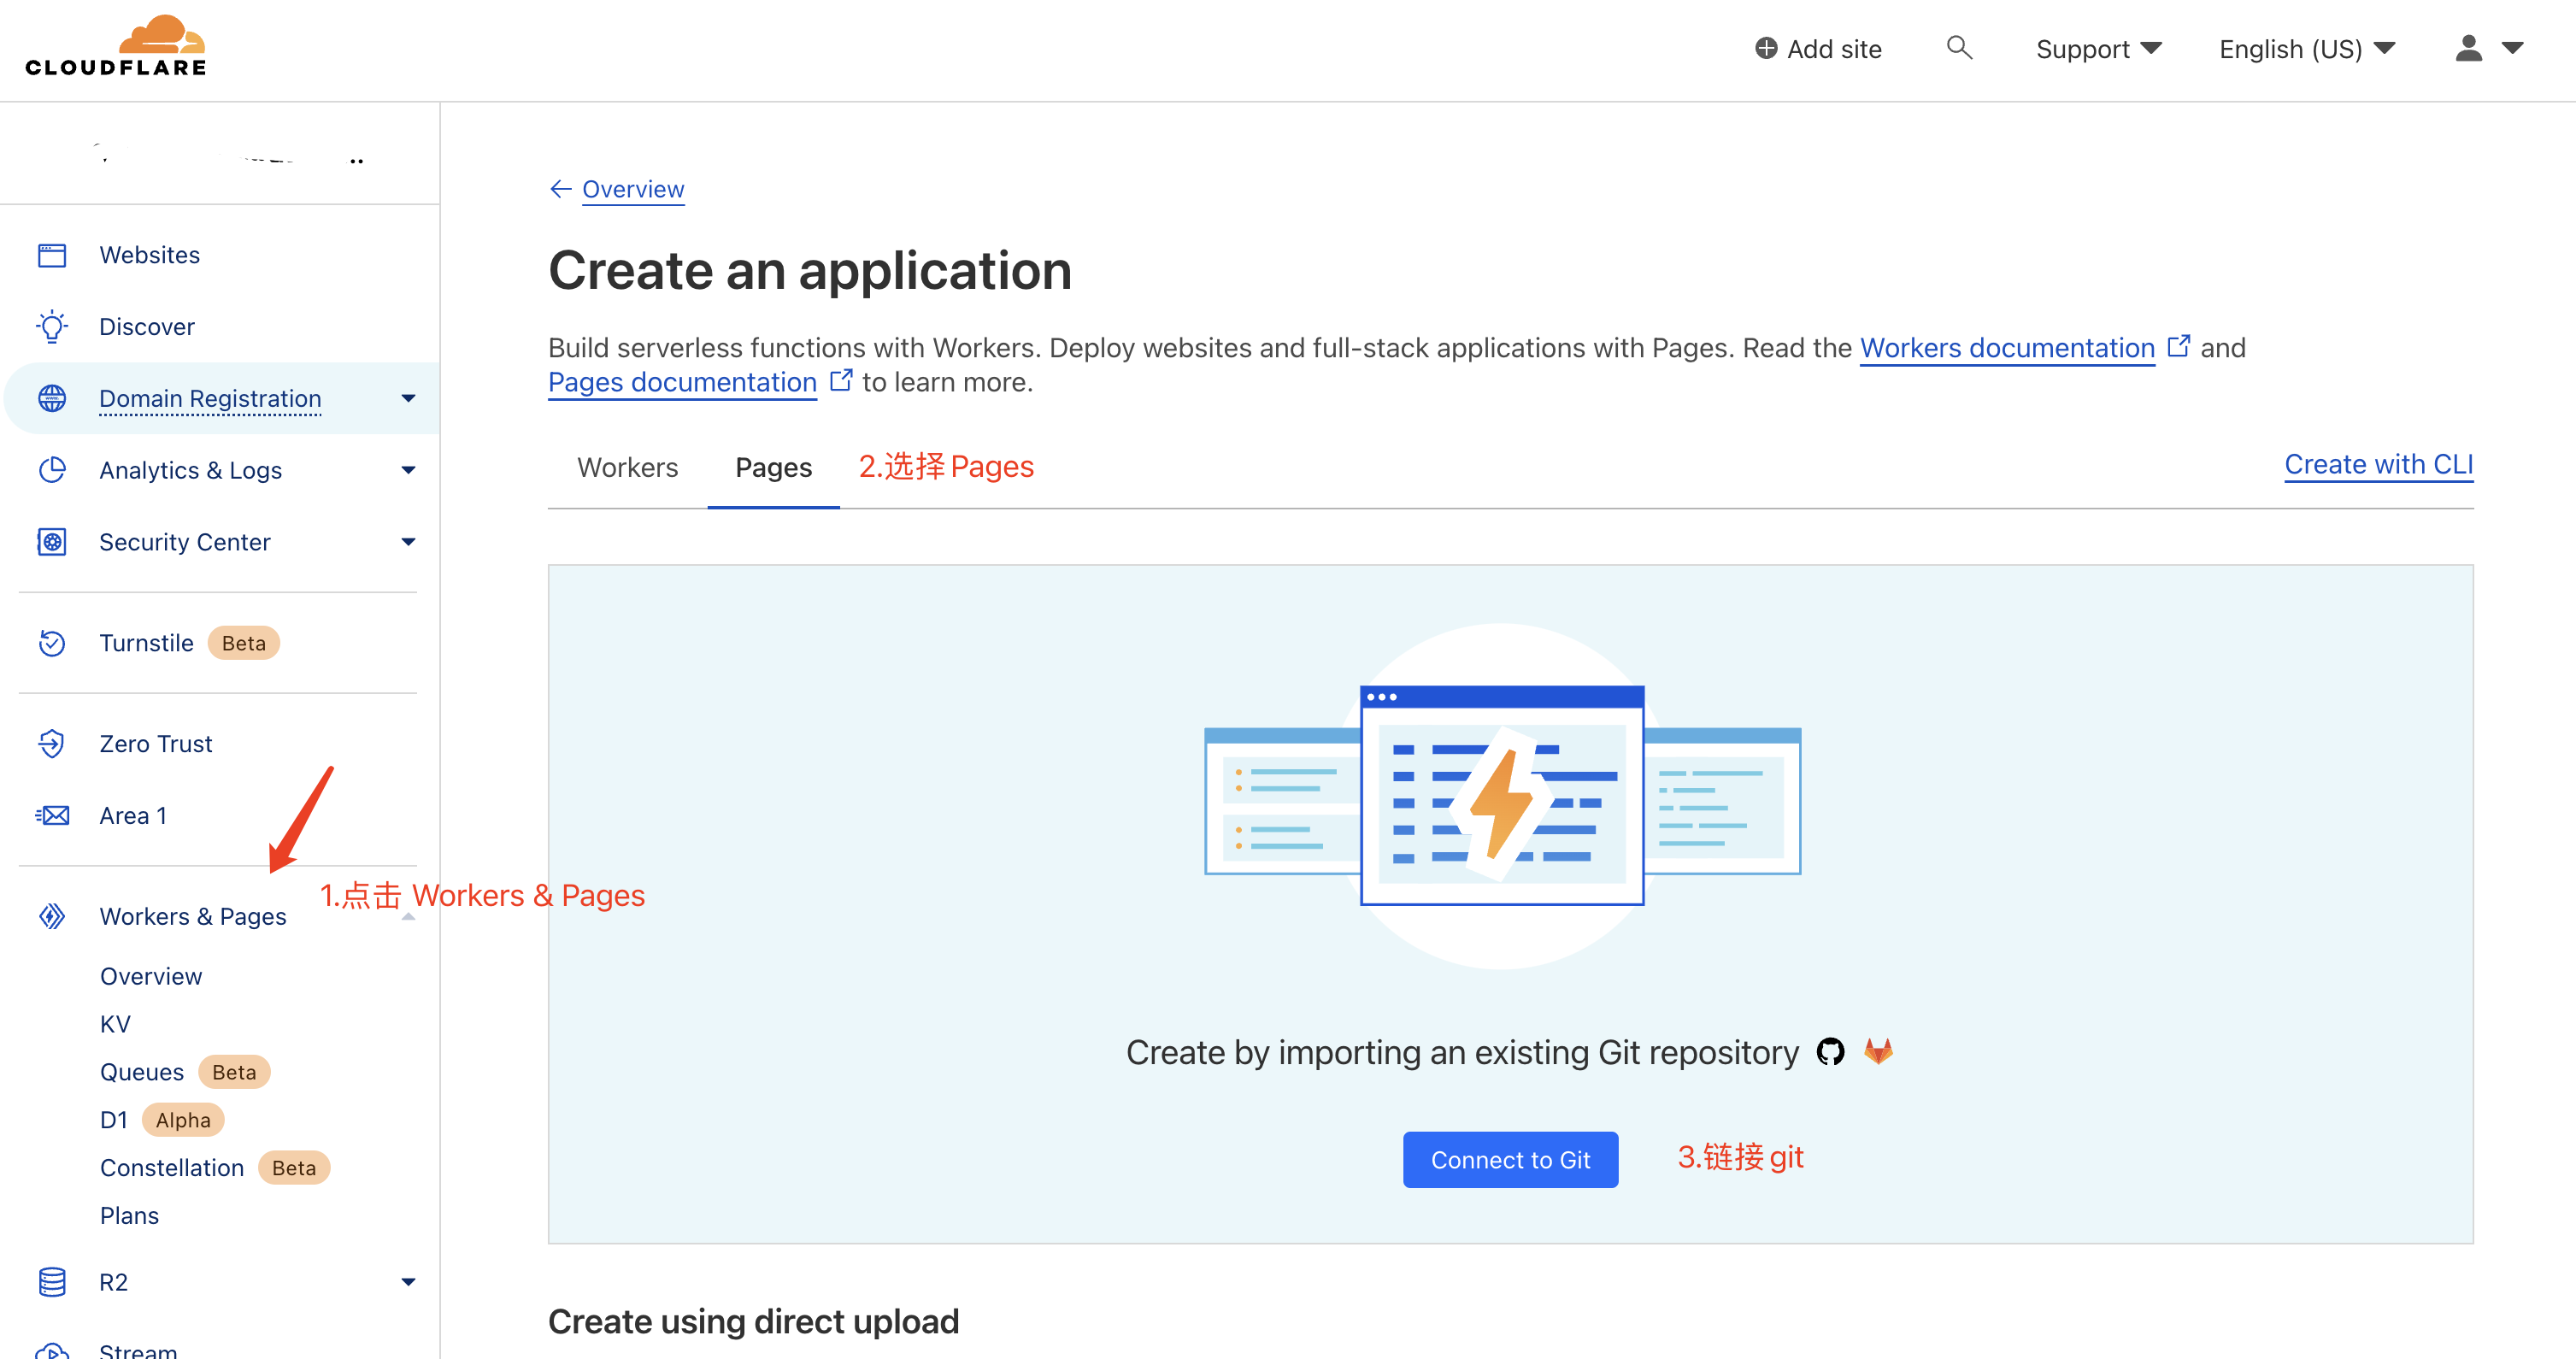 CLOUDFLARE
Add site
Support
English (US)
Websites
Discover
Domain Registration
Analytics & Logs
Security Center
Turnstile Beta
Zero Trust
Area 1
1.点击 Workers & Pages
Workers & Pages
Overview
KV
Queues Beta
D1 Alpha
Constellation Beta
Plans
R2
Stream
Overview
Create an application
Build serverless functions with Workers. Deploy websites and full-stack applications with Pages. Read the Workers documentation and
Pages documentation to learn more.
Workers Pages 2.选择 Pages Create with CLI
Create by importing an existing Git repository
Connect to Git 3.链接 git
Create using direct upload